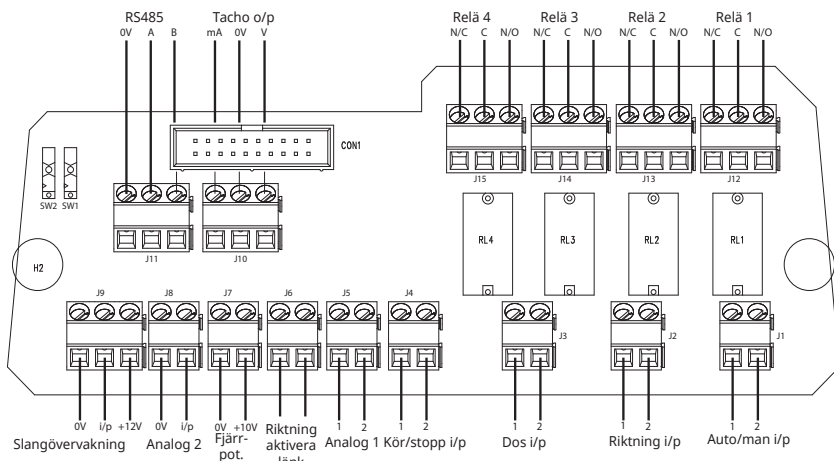 RS485 Tacho o/p Relä 4 Relä 3 Relä 2 Relä 1
0V A B mA 0V V N/C C N/O N/C C N/O N/C C N/O N/C C N/O
CON1
J15 J14 J13 J12
SW2 SW1
J11 J10
RL4 RL3 RL2 RL1
H2
J9 J8 J7 J6 J5 J4
J3 J2 J1
0V i/p +12V 0V i/p 0V +10V 1 2 1 2 1 2 1 2 1 2
Slangövervakning Analog 2 Fjärr- Riktning Analog 1 Kör/stopp i/p Dos i/p Riktning i/p Auto/man i/p
pot. aktivera
länk